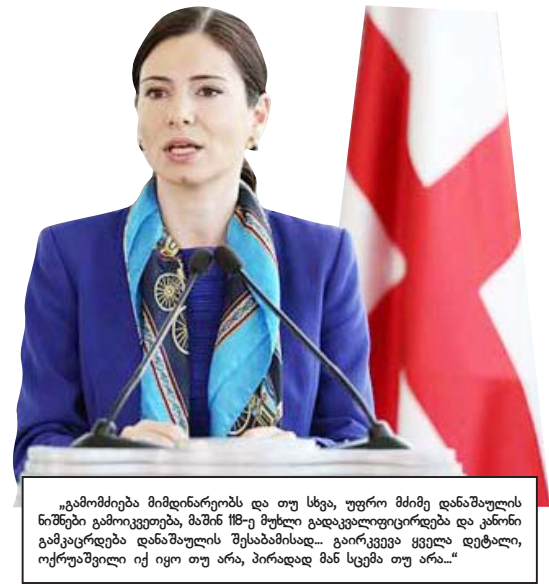 „გამოძიება მიმდინარეობს და თუ სხვა, უფრო მძიმე დანაშაულის
ნიშნები გამოიკვეთება, მაშინ 118-ე მუხლი გადაკვალიფიცირდება და კანონი
გამკაცრდება დანაშაულის შესაბამისად... გაირკვევა ყველა დეტალი,
ოქრუაშვილი იქ იყო თუ არა, პირადად მან სცემა თუ არა...“